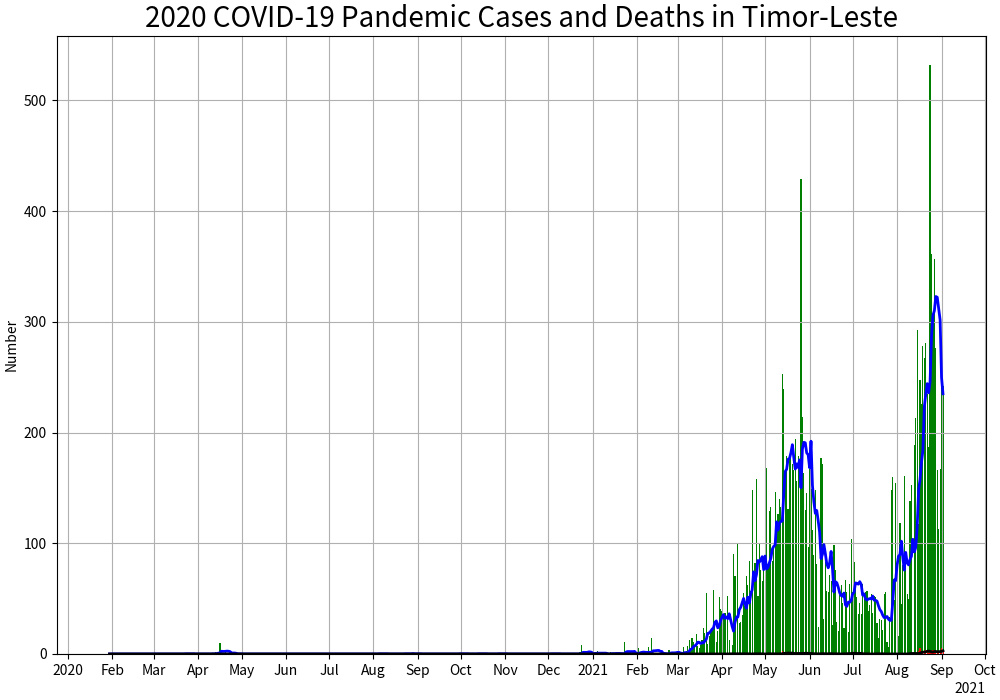 2020 COVID-19 Pandemic Cases and Deaths in Timor-Leste
Number
500
400
300
200
100
0
2020 Feb Mar Apr May Jun Jul Aug Sep Oct Nov Dec 2021 Feb Mar Apr May Jun Jul Aug Sep Oct
2021